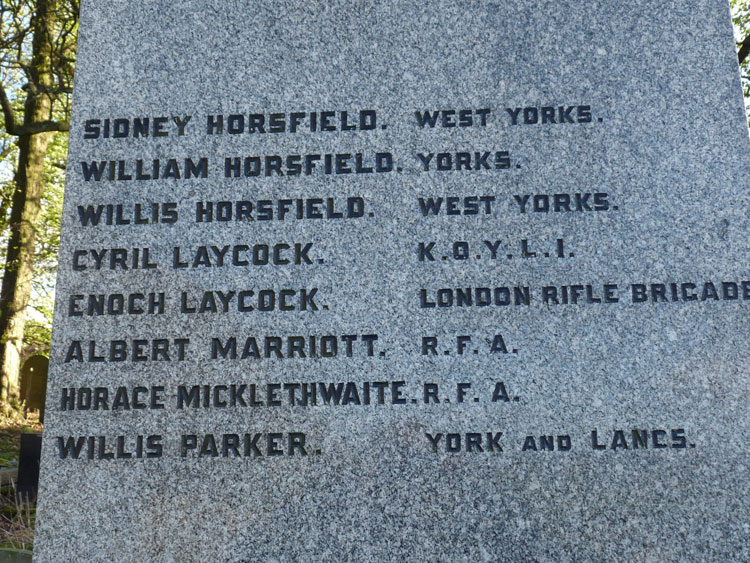 SIDNEY HORSFIELD. WEST YORKS.
WILLIAM HORSFIELD. YORKS.
WILLIS HORSFIELD. WEST YORKS.
CYRIL LAYCOCK. K.O.Y.L.I.
ENOCH LAYCOCK. LONDON RIFLE BRIGADE
ALBERT MARRIOTT. R.F.A.
HORACE MICKLETHWAITE. R.F.A.
WILLIS PARKER. YORK AND LANCS.